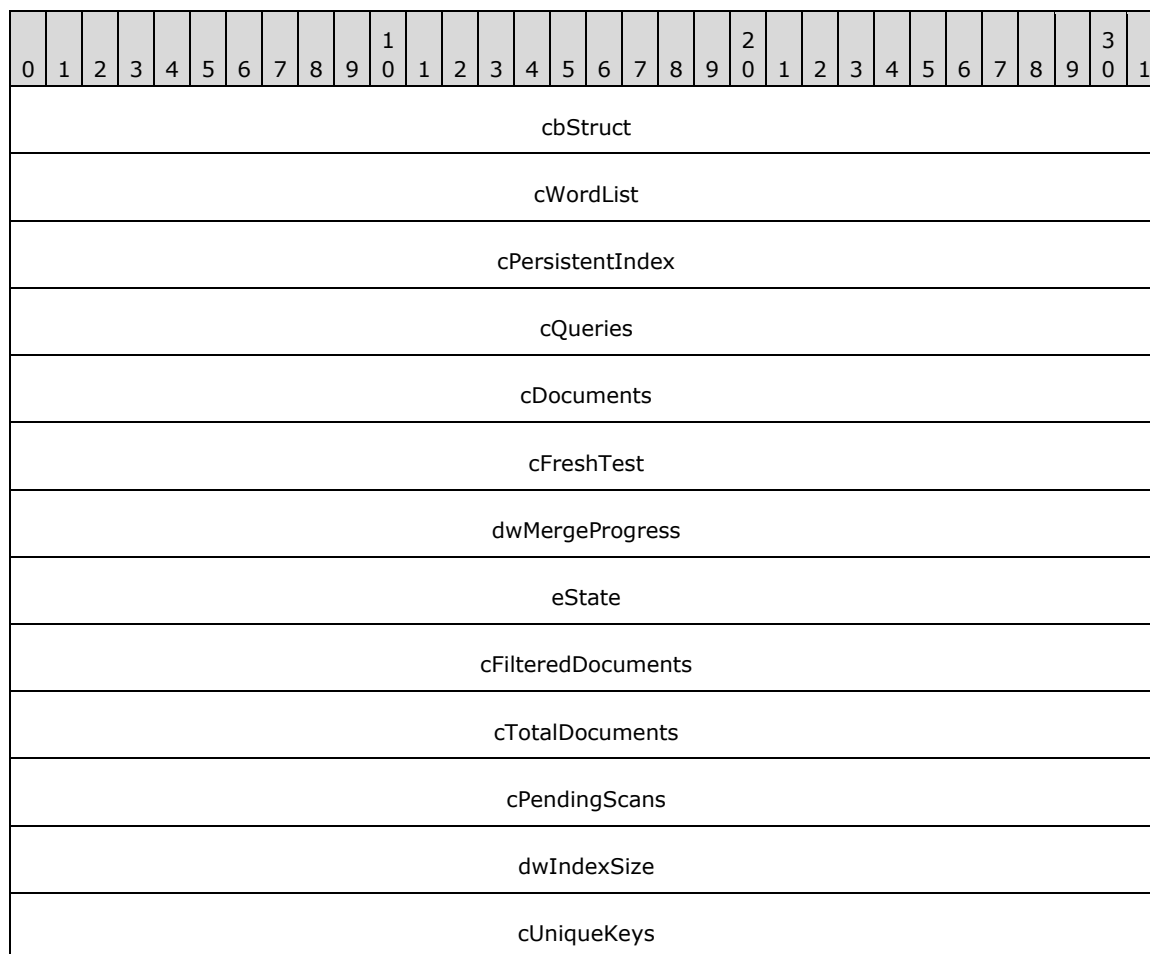 1 2 3
0 1 2 3 4 5 6 7 8 9 0 1 2 3 4 5 6 7 8 9 0 1 2 3 4 5 6 7 8 9 0 1
cbStruct
cWordList
cPersistentIndex
cQueries
cDocuments
cFreshTest
dwMergeProgress
eState
cFilteredDocuments
cTotalDocuments
cPendingScans
dwIndexSize
cUniqueKeys